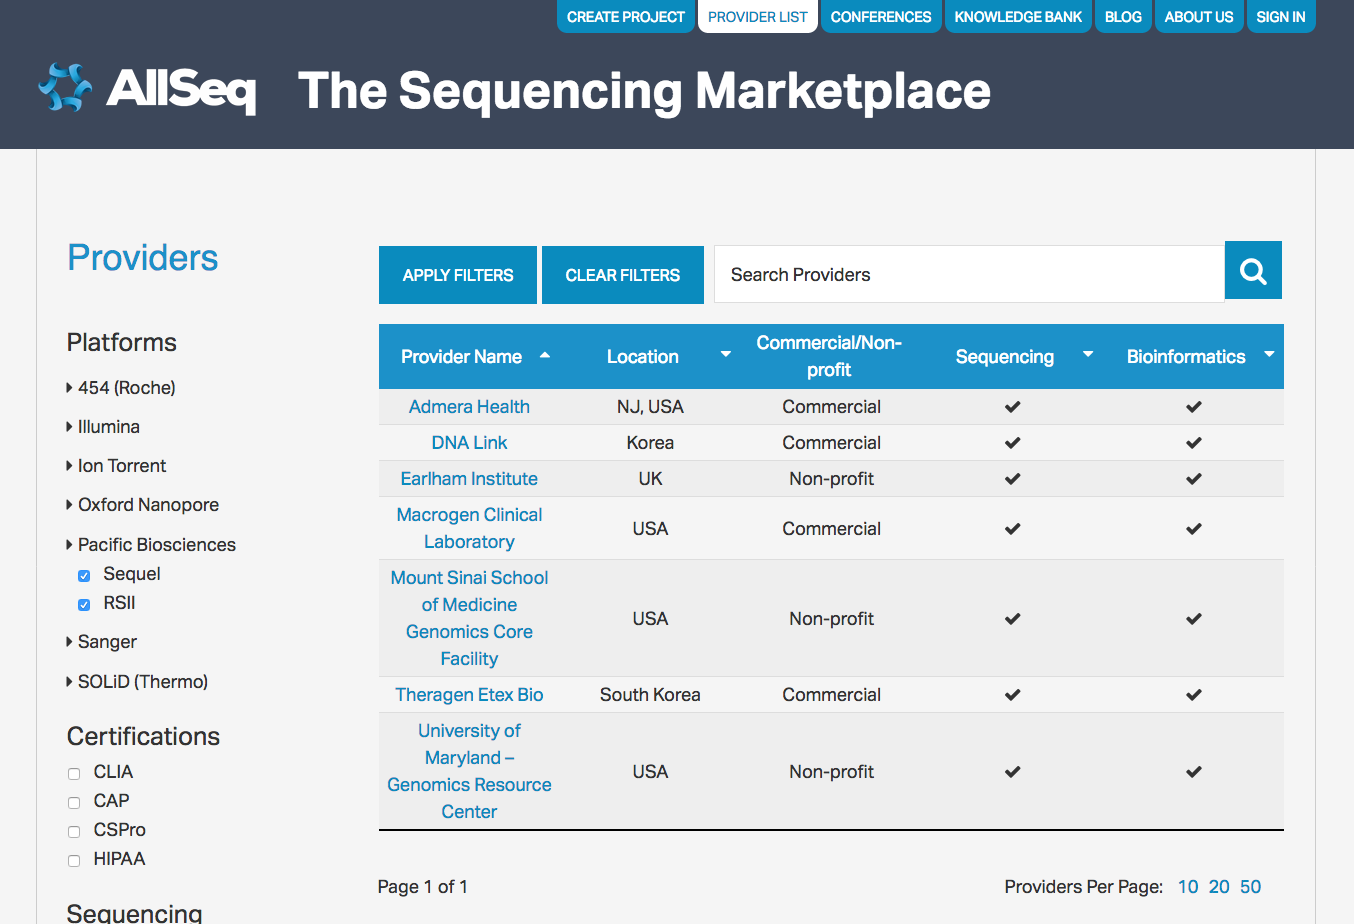 CREATE PROJECT PROVIDER LIST CONFERENCES KNOWLEDGE BANK BLOG ABOUT US SIGN IN
AllSeq The Sequencing Marketplace
Providers
Platforms
454 (Roche)
Illumina
Ion Torrent
Oxford Nanopore
Pacific Biosciences
Sequel
RSII
Sanger
SOLiD (Thermo)
Certifications
CLIA
CAP
CSPro
HIPAA
Sequencing
APPLY FILTERS CLEAR FILTERS Search Providers
Provider Name Location Commercial/Non-
profit Sequencing Bioinformatics
Admera Health NJ, USA Commercial
DNA Link Korea Commercial
Earlham Institute UK Non-profit
Macrogen Clinical
Laboratory USA Commercial
Mount Sinai School
of Medicine
Genomics Core
Facility USA Non-profit
Theragen Etex Bio South Korea Commercial
University of
Maryland –
Genomics Resource
Center USA Non-profit
Page 1 of 1 Providers Per Page: 10 20 50